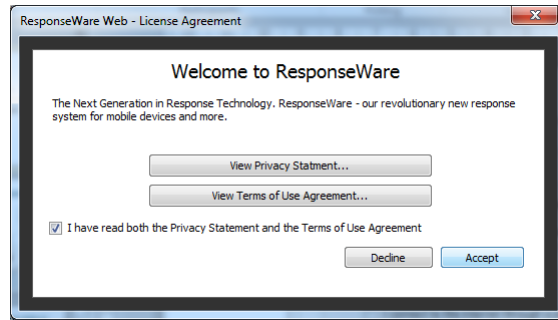 ResponseWare Web - License Agreement
Welcome to ResponseWare
The Next Generation in Response Technology. ResponseWare - our revolutionary new response
system for mobile devices and more.
View Privacy Statment...
View Terms of Use Agreement...
I have read both the Privacy Statement and the Terms of Use Agreement
Decline Accept